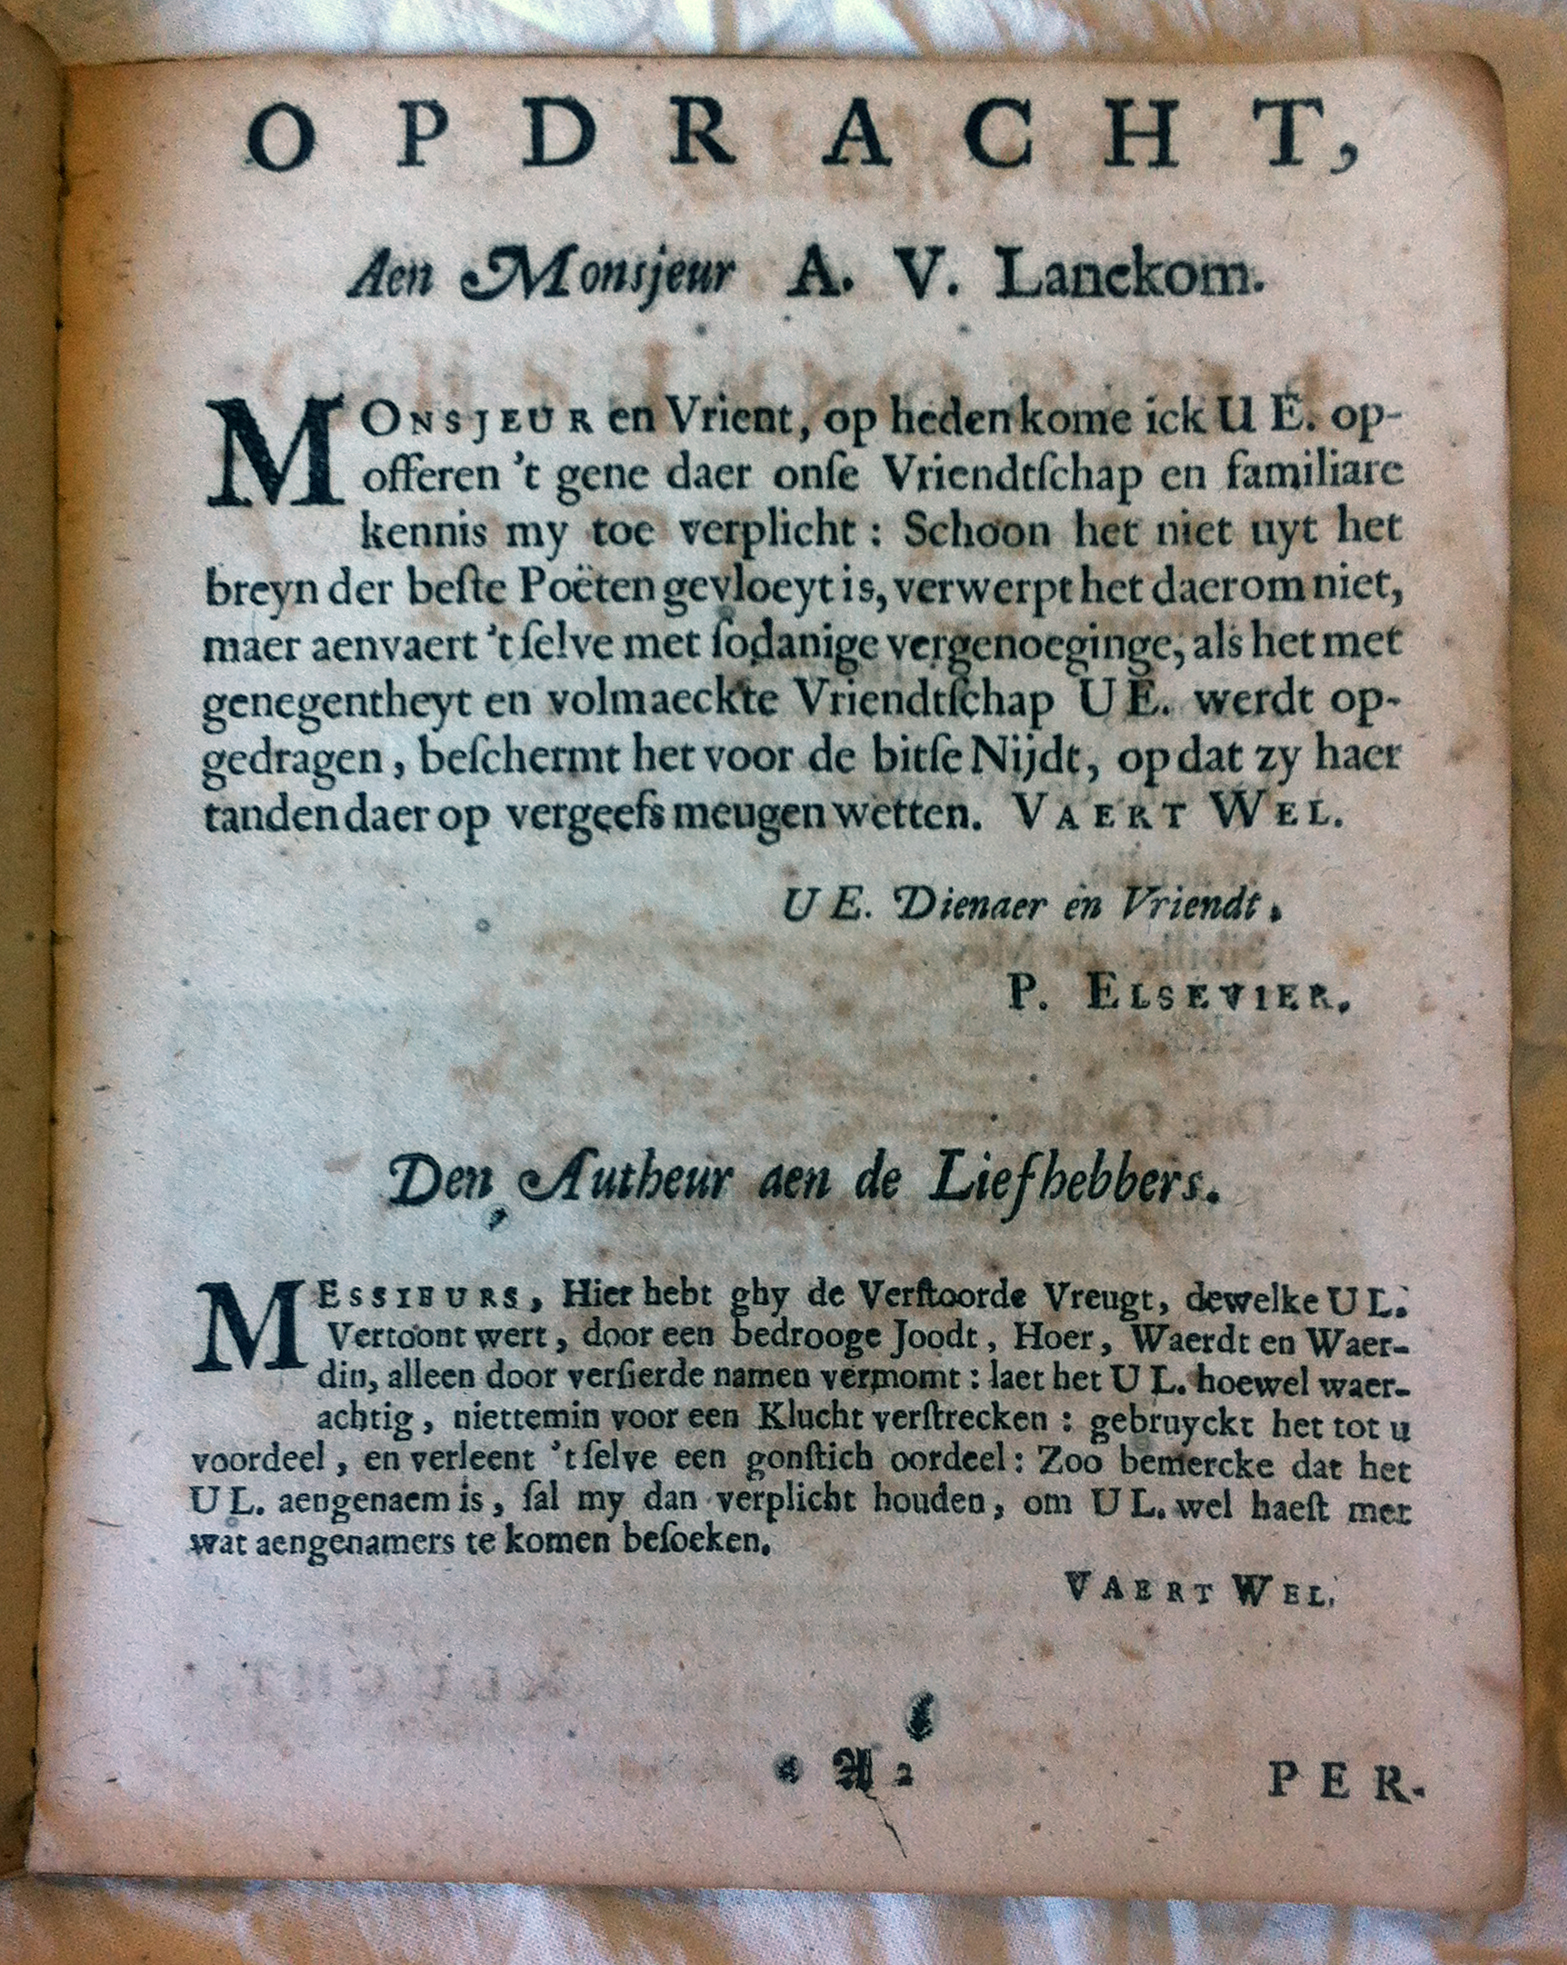 OPDRACHT,
Aen Monsjeur A. V. Lanckom.
MONSJEUR en Vrient, op heden kome ick UE. op-
offeren 't gene daer onſe Vriendtſchap en familiare
kennis my toe verplicht : Schoon het niet uyt het
breyn der beſte Poëten gevloeyt is, verwerpt het daerom niet,
maer aenvaert 't ſelve met ſodanige vergenoeginge, als het met
genegentheyt en volmaeckte Vriendtſchap UE. werdt op-
gedragen, beſchermt het voor de bitſe Nijdt, op dat zy haer
tanden daer op vergeefs meugen wetten. VAERT WEL.
UE. Dienaer en Vriendt,
P. ELSEVIER.
Den Autheur aen de Liefhebbers.
MESSIEURS, Hier hebt ghy de Verſtoorde Vreugt, dewelke UL.
Vertoont wert, door een bedrooge Joodt, Hoer, Waerdt en Waer-
din, alleen door verſierde namen vermomt : laet het UL. hoewel waer-
achtig, niettemin voor een Klucht verſtrecken : gebruyckt het tot u
voordeel, en verleent 't ſelve een gonſtich oordeel : Zoo bemercke dat het
UL. aengenaem is, ſal my dan verplicht houden, om UL. wel haeſt met
wat aengenamers te komen beſoeken.
VAERT WEL.
A 2
PER-